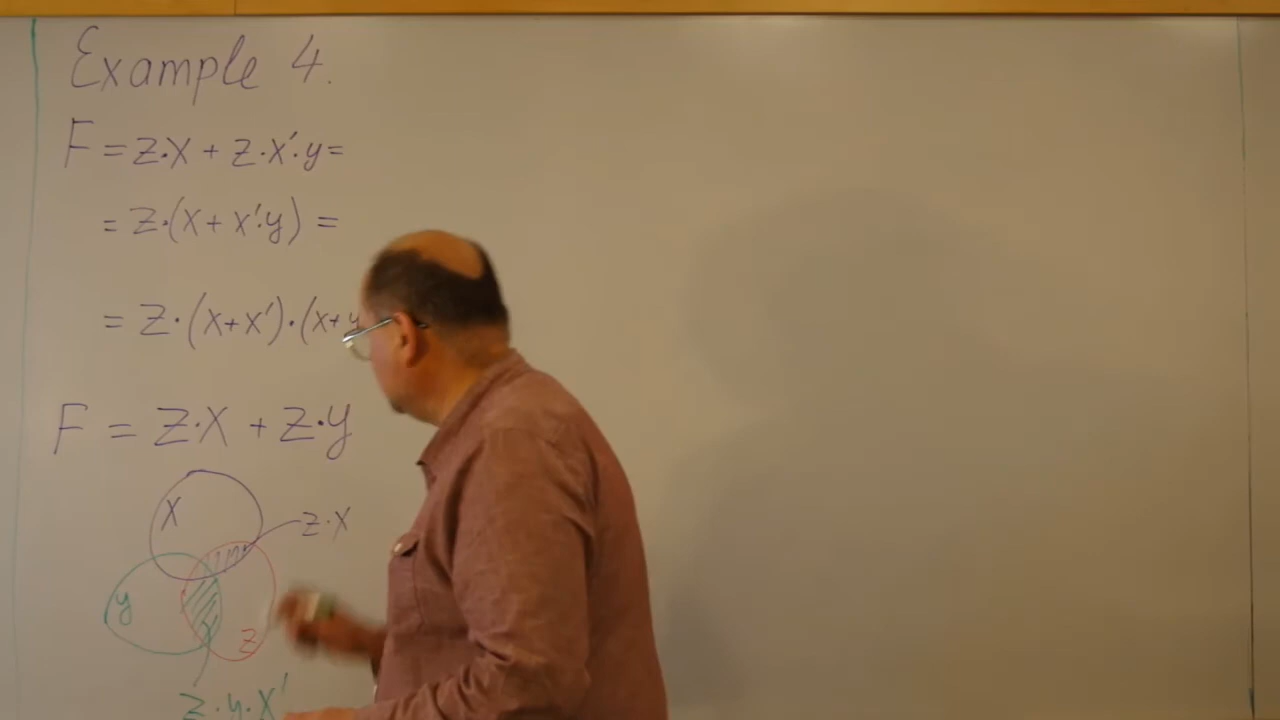 Example 4.
F = Z·X + Z·X'·y =
= Z·(X + X'·y) =
= Z·(X+X')·(X+y
F = Z·X + Z·y
X
Z·X
y
Z
Z·y·X'